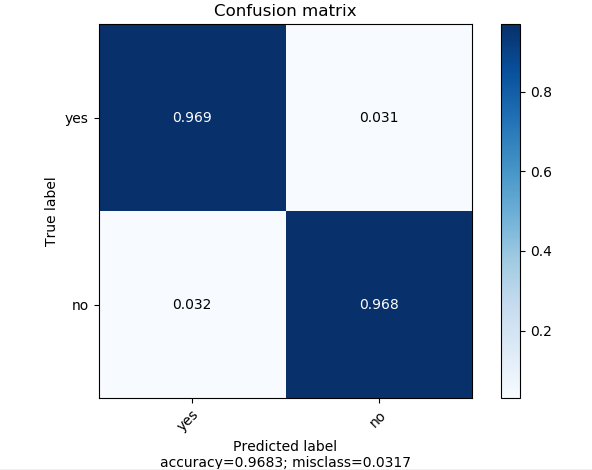 Confusion matrix
True label
yes
0.969
0.031
no
0.032
0.968
yes
no
Predicted label
accuracy=0.9683; misclass=0.0317
0.8
0.6
0.4
0.2